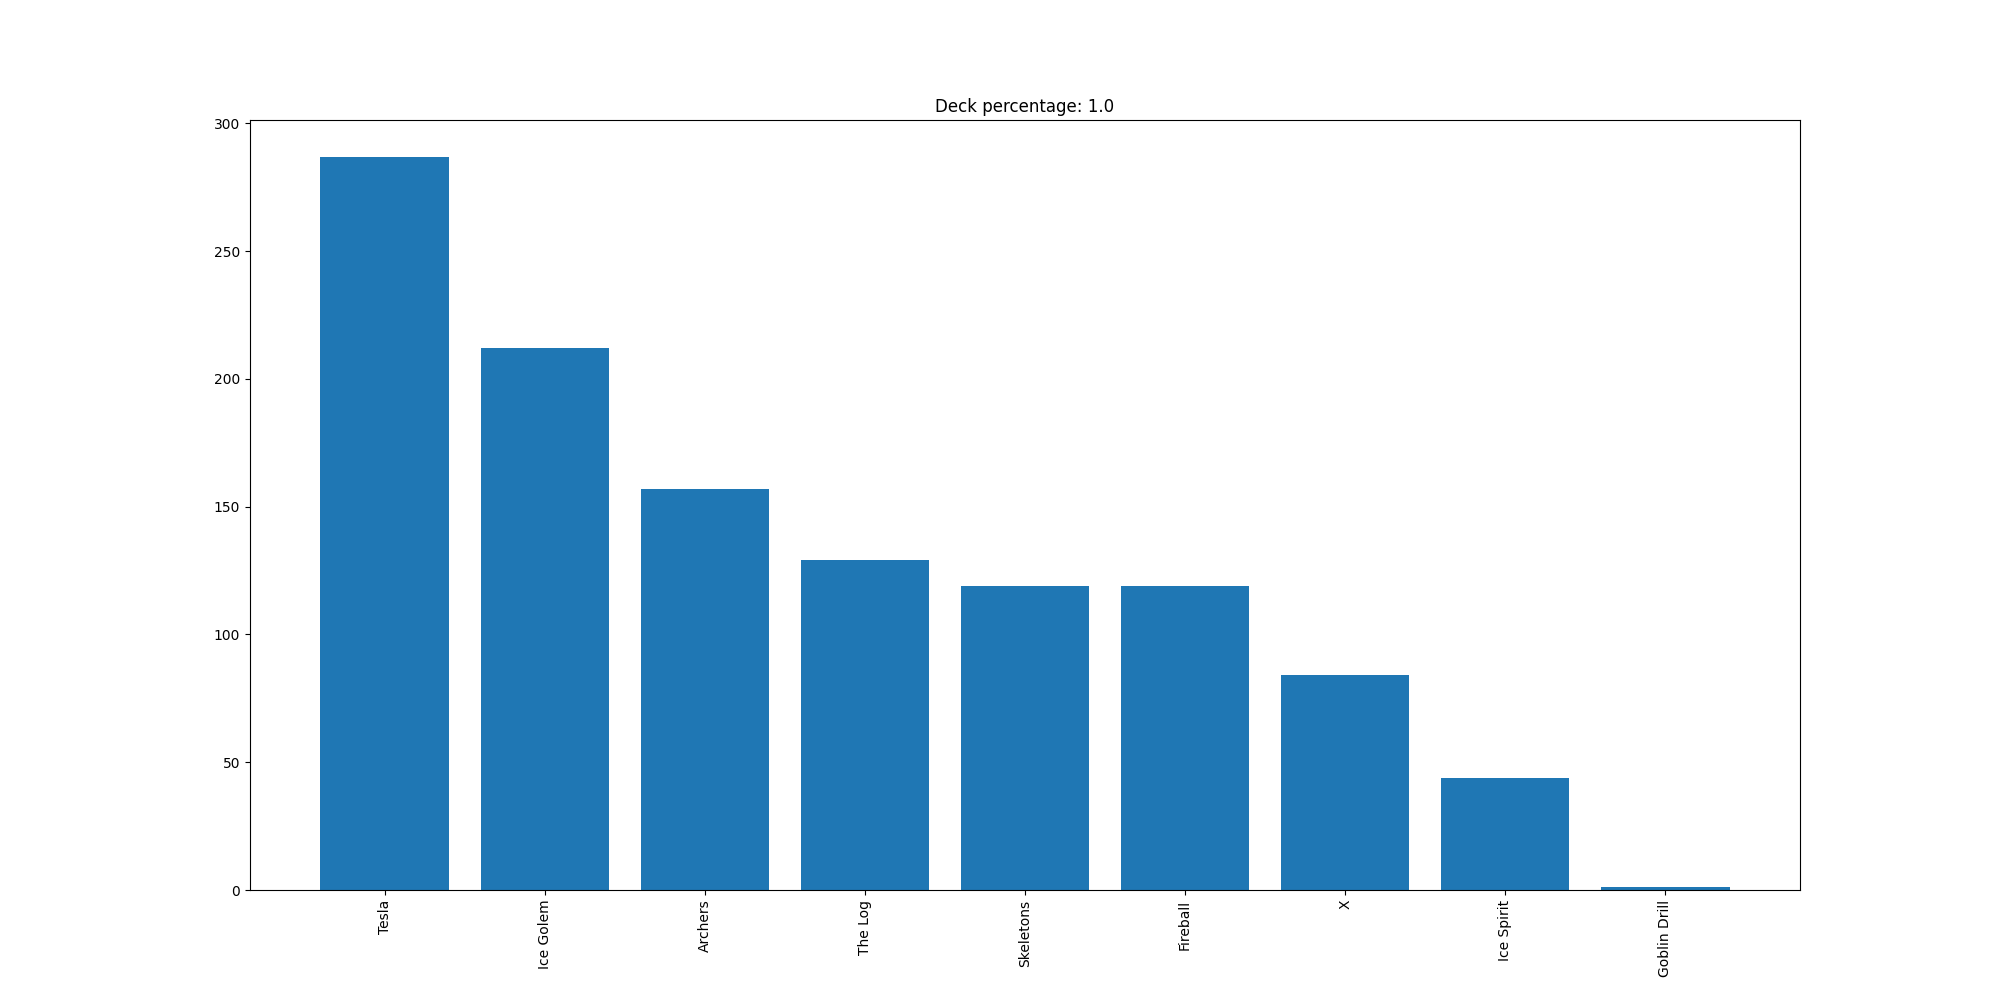 Deck percentage: 1.0
300
250
200
150
100
50
0
Tesla
Ice Golem
Archers
The Log
Skeletons
Fireball
X
Ice Spirit
Goblin Drill